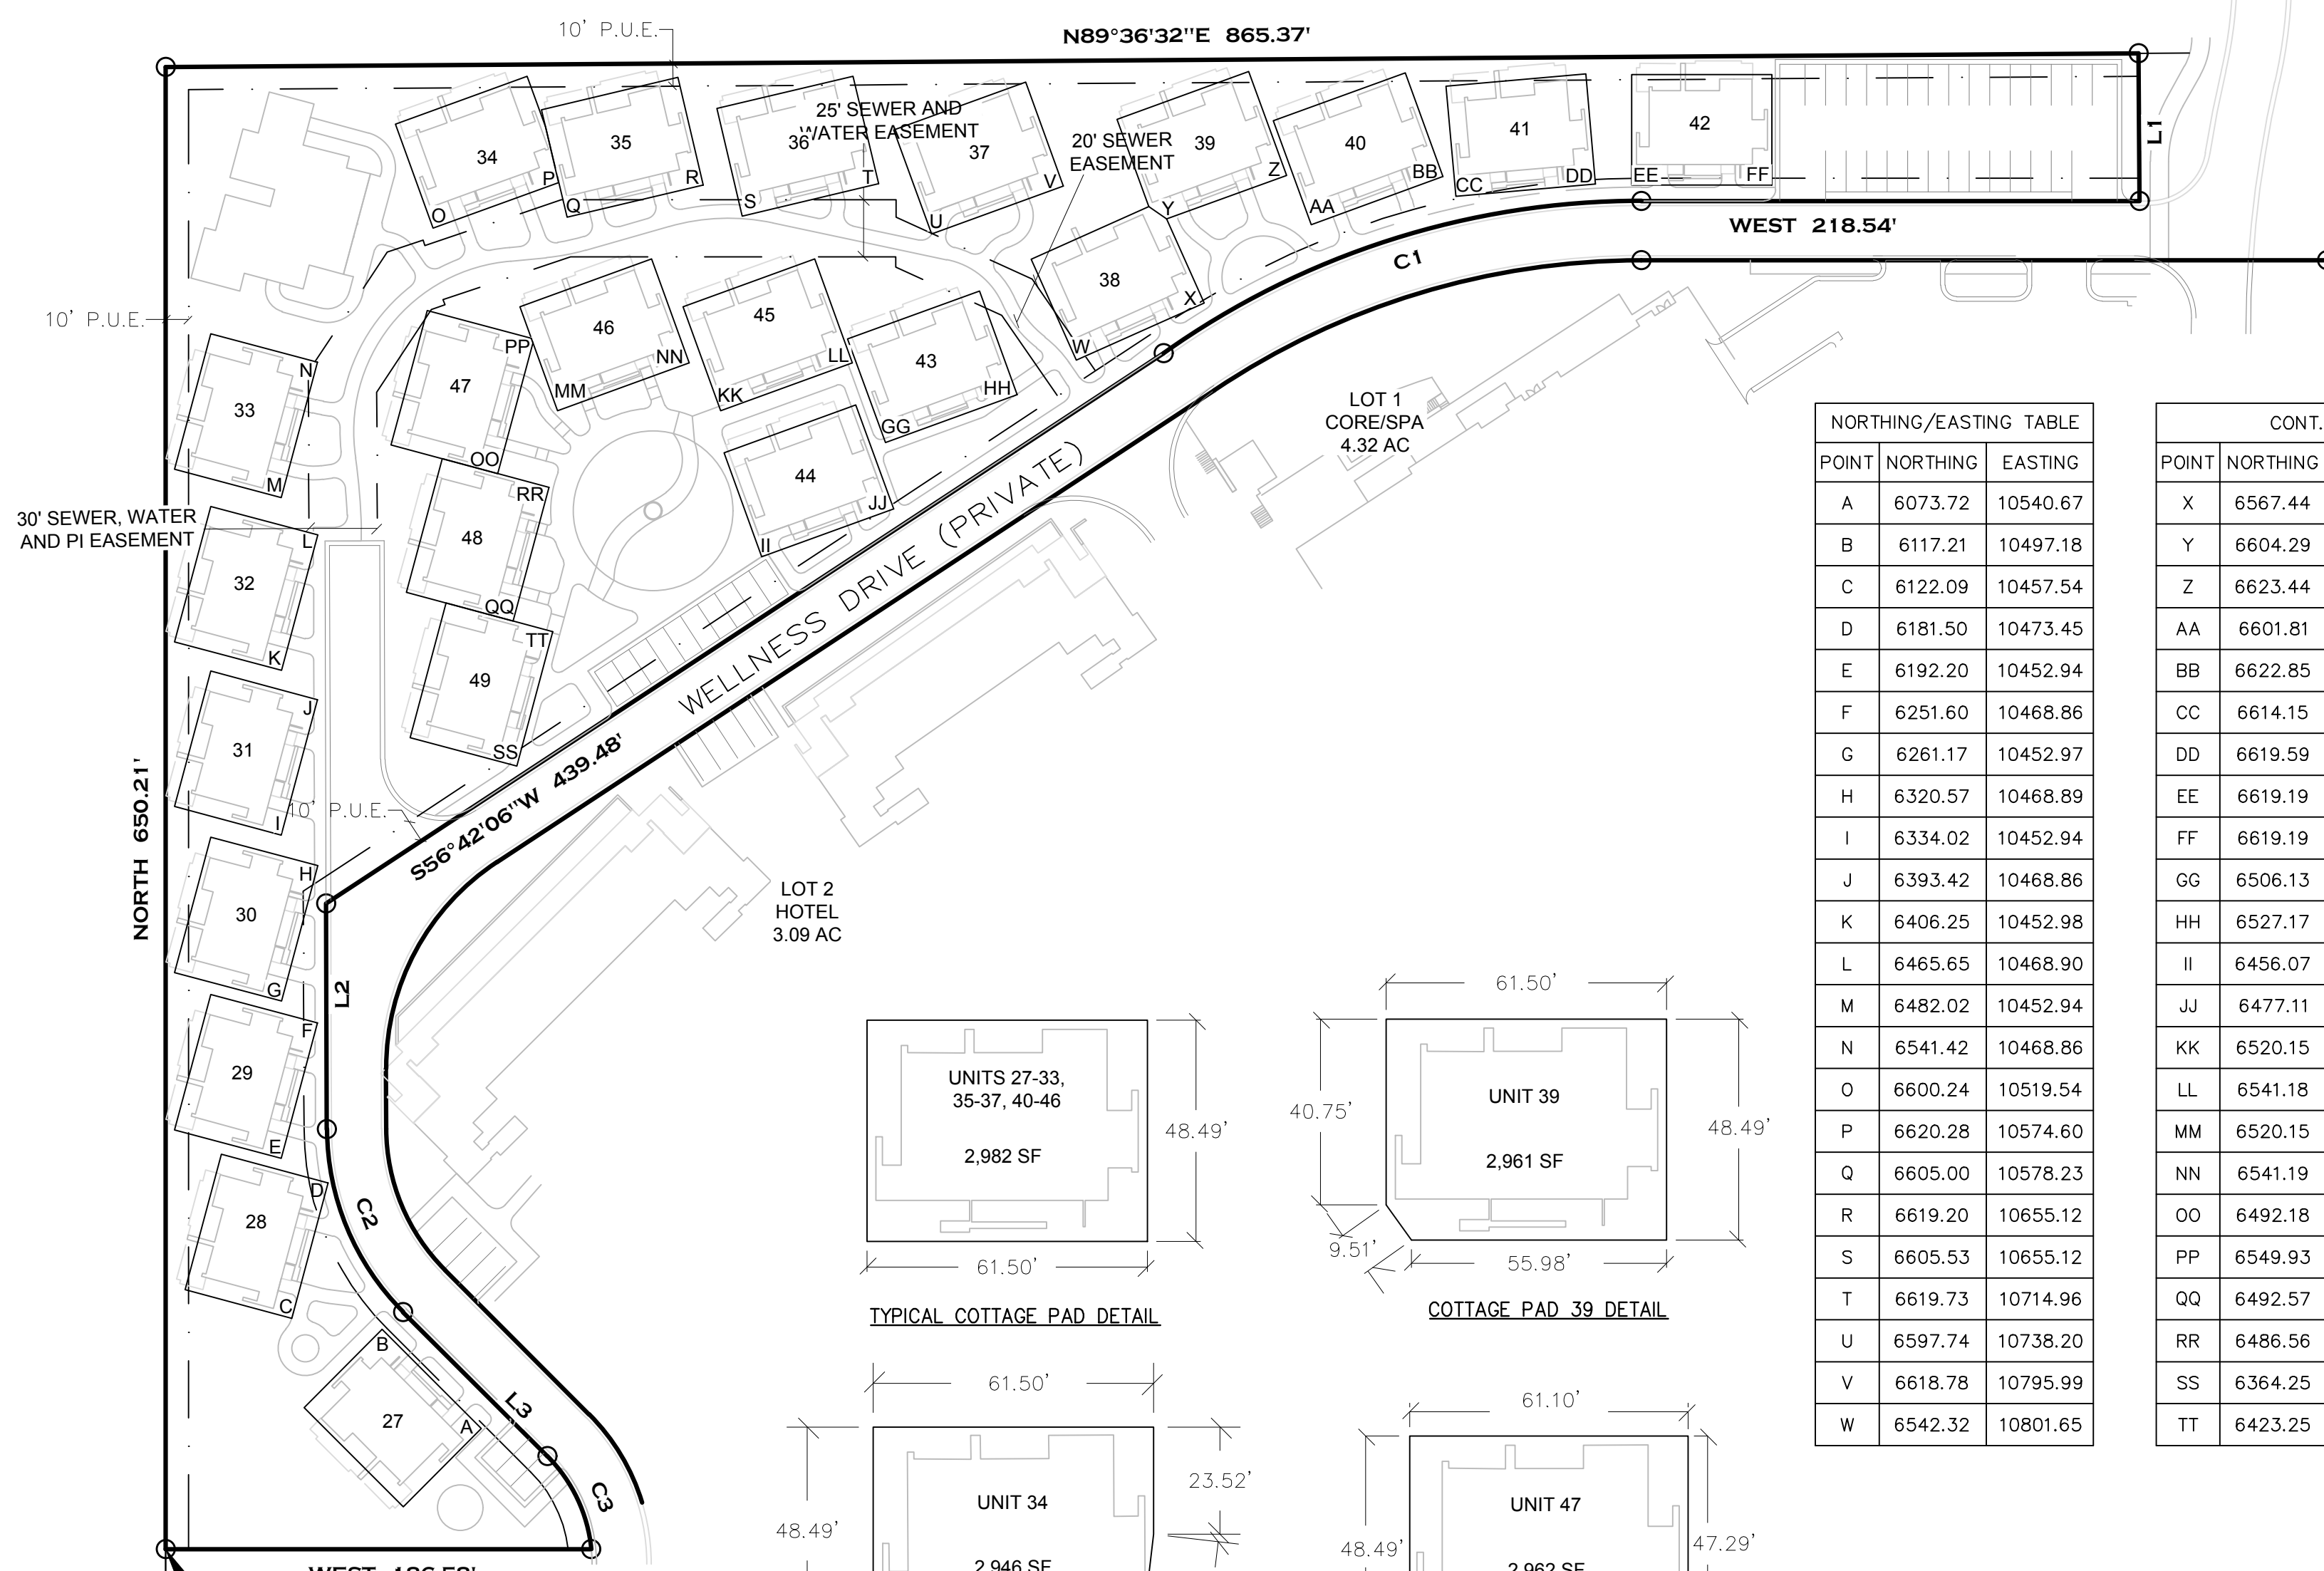 10' P.U.E.
N89°36'32"E 865.37'
25' SEWER AND
WATER EASEMENT
20' SEWER
EASEMENT
34
35
36
37
39
40
41
42
O
P
Q
R
S
T
U
V
Y
Z
AA
BB
CC
DD
EE
FF
L1
WEST 218.54'
C1
38
W
X
10' P.U.E.
46
45
43
47
PP
MM
NN
KK
LL
GG
HH
33
N
M
OO
44
II
JJ
LOT 1
CORE/SPA
4.32 AC
30' SEWER, WATER
AND PI EASEMENT
48
RR
QQ
32
L
K
49
TT
SS
31
J
I
WELLNESS DRIVE (PRIVATE)
S56°42'06"W 439.48'
10' P.U.E.
NORTH 650.21'
30
H
G
LOT 2
HOTEL
3.09 AC
L2
29
F
E
28
D
C
C2
27
B
A
L3
C3
NORTHING/EASTING TABLE
POINT NORTHING EASTING
A 6073.72 10540.67
B 6117.21 10497.18
C 6122.09 10457.54
D 6181.50 10473.45
E 6192.20 10452.94
F 6251.60 10468.86
G 6261.17 10452.97
H 6320.57 10468.89
I 6334.02 10452.94
J 6393.42 10468.86
K 6406.25 10452.98
L 6465.65 10468.90
M 6482.02 10452.94
N 6541.42 10468.86
O 6600.24 10519.54
P 6620.28 10574.60
Q 6605.00 10578.23
R 6619.20 10655.12
S 6605.53 10655.12
T 6619.73 10714.96
U 6597.74 10738.20
V 6618.78 10795.99
W 6542.32 10801.65
CONT.
POINT NORTHING
X 6567.44
Y 6604.29
Z 6623.44
AA 6601.81
BB 6622.85
CC 6614.15
DD 6619.59
EE 6619.19
FF 6619.19
GG 6506.13
HH 6527.17
II 6456.07
JJ 6477.11
KK 6520.15
LL 6541.18
MM 6520.15
NN 6541.19
OO 6492.18
PP 6549.93
QQ 6492.57
RR 6486.56
SS 6364.25
TT 6423.25
UNITS 27-33,
35-37, 40-46
2,982 SF
48.49'
61.50'
TYPICAL COTTAGE PAD DETAIL
61.50'
40.75'
UNIT 39
2,961 SF
48.49'
9.51'
55.98'
COTTAGE PAD 39 DETAIL
61.50'
48.49'
UNIT 34
2,946 SF
23.52'
61.10'
48.49'
UNIT 47
2,962 SF
47.29'